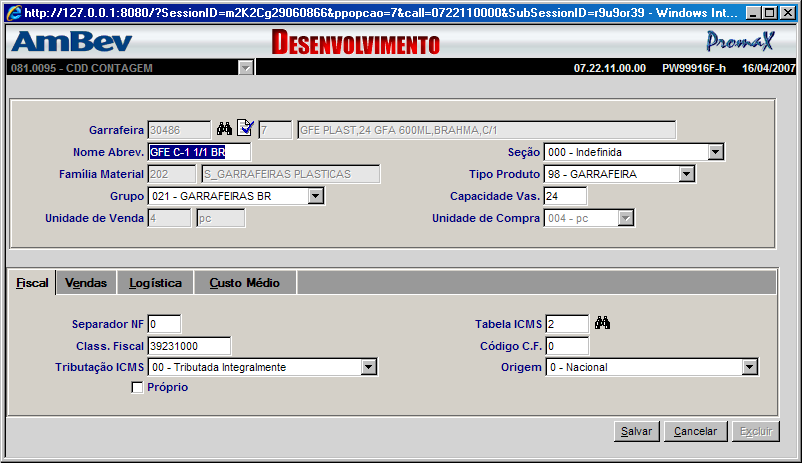 http://127.0.0.1:8080/?SessionID=m2K2Cg29060866&ppopcao=7&call=0722110000&SubSessionID=r9u9or39 - Windows Int...
AmBev DESENVOLVIMENTO PromaX
081.0095 - CDD CONTAGEM 07.22.11.00.00 PW99916F-h 16/04/2007
Garrafeira 30486 7 GFE PLAST,24 GFA 600ML,BRAHMA,C/1
Nome Abrev. GFE C-1 1/1 BR Seção 000 - Indefinida
Família Material 202 S_GARRAFEIRAS PLASTICAS Tipo Produto 98 - GARRAFEIRA
Grupo 021 - GARRAFEIRAS BR Capacidade Vas. 24
Unidade de Venda 4 pc Unidade de Compra 004 - pc
Fiscal Vendas Logística Custo Médio
Separador NF 0 Tabela ICMS 2
Class. Fiscal 39231000 Código C.F. 0
Tributação ICMS 00 - Tributada Integralmente Origem 0 - Nacional
Próprio
Salvar Cancelar Excluir